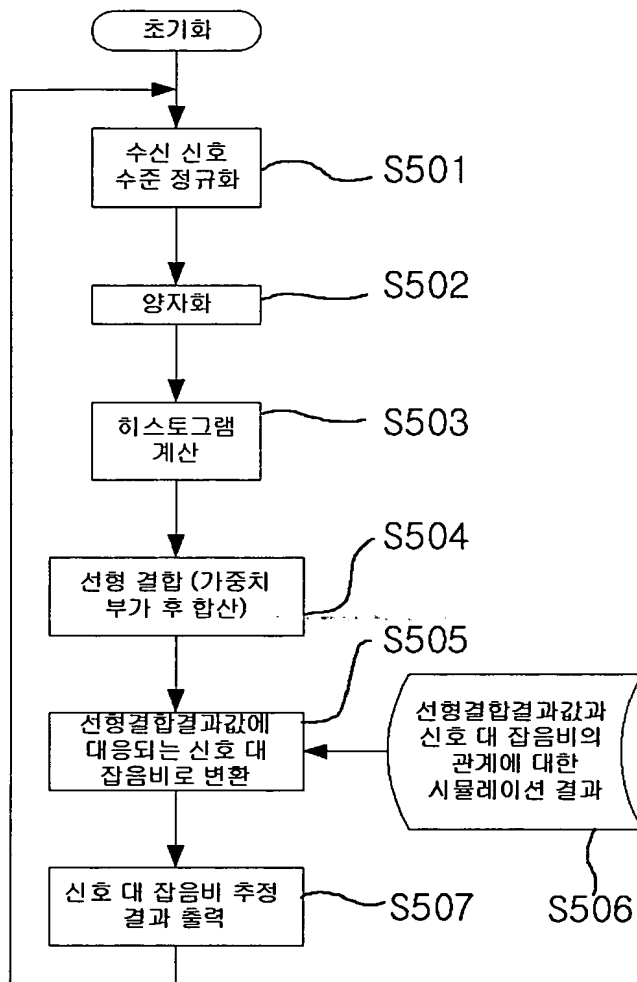 초기화
수신 신호
수준 정규화
S501
양자화
S502
히스토그램
계산
S503
선형 결합 (가중치
부가 후 합산)
S504
선형결합결과값에
대응되는 신호 대
잡음비로 변환
S505
선형결합결과값과
신호 대 잡음비의
관계에 대한
시뮬레이션 결과
S506
신호 대 잡음비 추정
결과 출력
S507